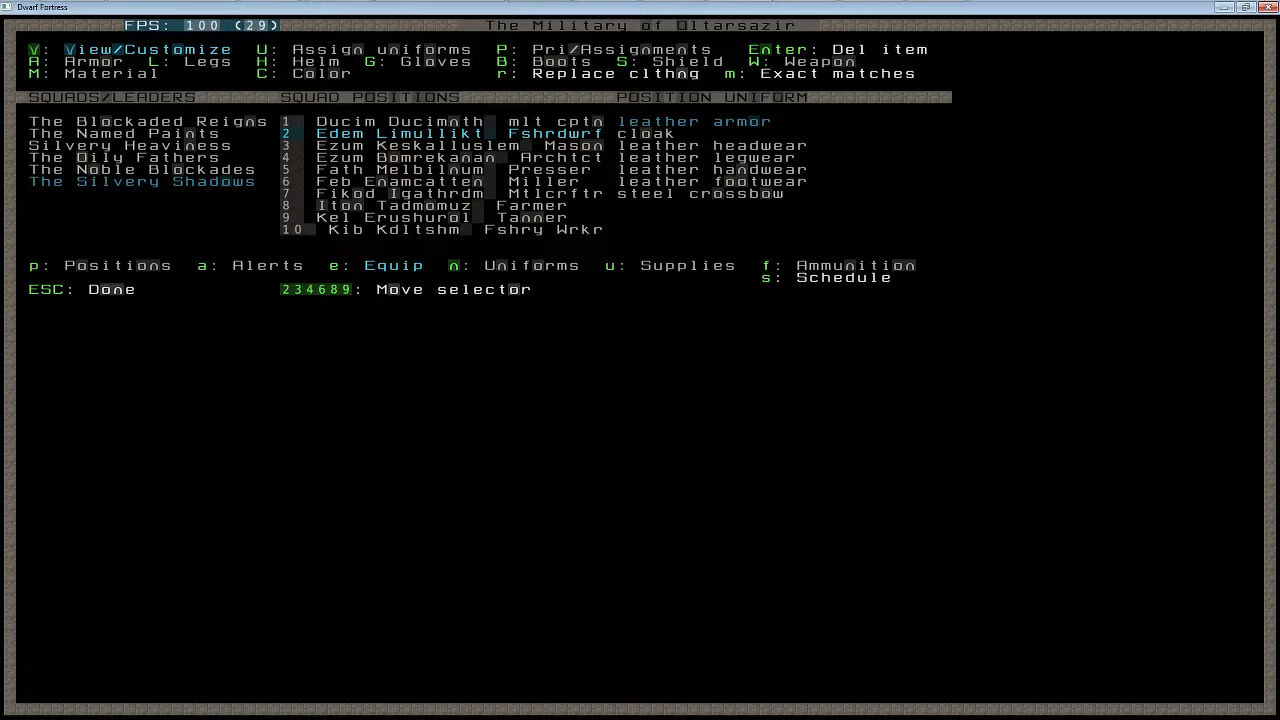 Dwarf Fortress
FPS: 100 (29) The Military of Oltarsazir
V: View/Customize U: Assign uniforms P: Pri/Assignments Enter: Del item
A: Armor L: Legs H: Helm G: Gloves B: Boots S: Shield W: Weapon
M: Material C: Color r: Replace clthng m: Exact matches
SQUADS/LEADERS SQUAD POSITIONS POSITION UNIFORM
The Blockaded Reigns 1 Ducim Ducimnth mlt cptn leather armor
The Named Paints 2 Edem Limullikt Fshrdwrf cloak
Silvery Heaviness 3 Ezum Keskalluslem Mason leather headwear
The Oily Fathers 4 Ezum Bomrekanan Archtct leather legwear
The Noble Blockades 5 Fath Melbilnum Presser leather handwear
The Silvery Shadows 6 Feb Enamcatten Miller leather footwear
7 Fikod Igathrdm Mtlcrftr steel crossbow
8 Iton Tadmomuz Farmer
9 Kel Erushurol Tanner
10 Kib Kdltshm Fshry Wrkr
p: Positions a: Alerts e: Equip n: Uniforms u: Supplies f: Ammunition
s: Schedule
ESC: Done 234689: Move selector